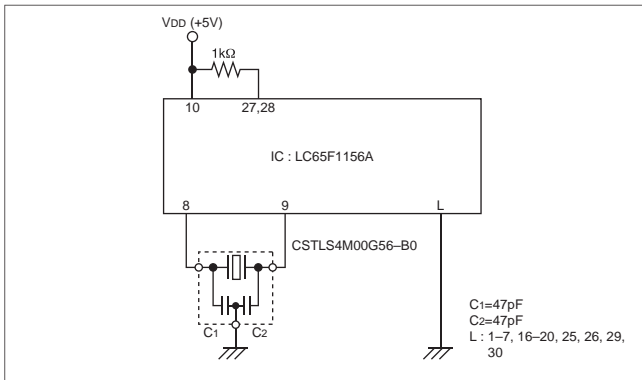 VDD (+5V)
1kΩ
10 27,28
IC : LC65F1156A
8 9 L
CSTLS4M00G56–B0
C1 C2
C1=47pF
C2=47pF
L : 1–7, 16–20, 25, 26, 29,
30